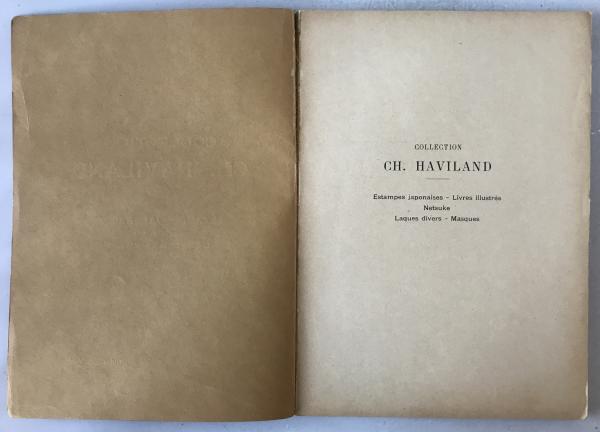 COLLECTION
CH. HAVILAND
Estampes japonaises - Livres illustrés
Netsuke
Laques divers - Masques